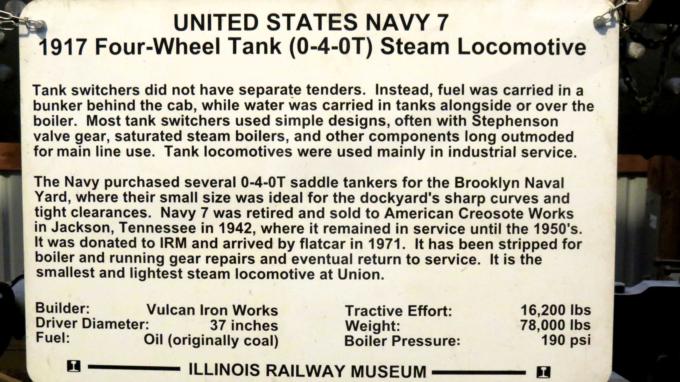 UNITED STATES NAVY 7
1917 Four-Wheel Tank (0-4-0T) Steam Locomotive
Tank switchers did not have separate tenders. Instead, fuel was carried in a
bunker behind the cab, while water was carried in tanks alongside or over the
boiler. Most tank switchers used simple designs, often with Stephenson
valve gear, saturated steam boilers, and other components long outmoded
for main line use. Tank locomotives were used mainly in industrial service.
The Navy purchased several 0-4-0T saddle tankers for the Brooklyn Naval
Yard, where their small size was ideal for the dockyard's sharp curves and
tight clearances. Navy 7 was retired and sold to American Creosote Works
in Jackson, Tennessee in 1942, where it remained in service until the 1950's.
It was donated to IRM and arrived by flatcar in 1971. It has been stripped for
boiler and running gear repairs and eventual return to service. It is the
smallest and lightest steam locomotive at Union.
Builder: Vulcan Iron Works Tractive Effort: 16,200 lbs
Driver Diameter: 37 inches Weight: 78,000 lbs
Fuel: Oil (originally coal) Boiler Pressure: 190 psi
ILLINOIS RAILWAY MUSEUM